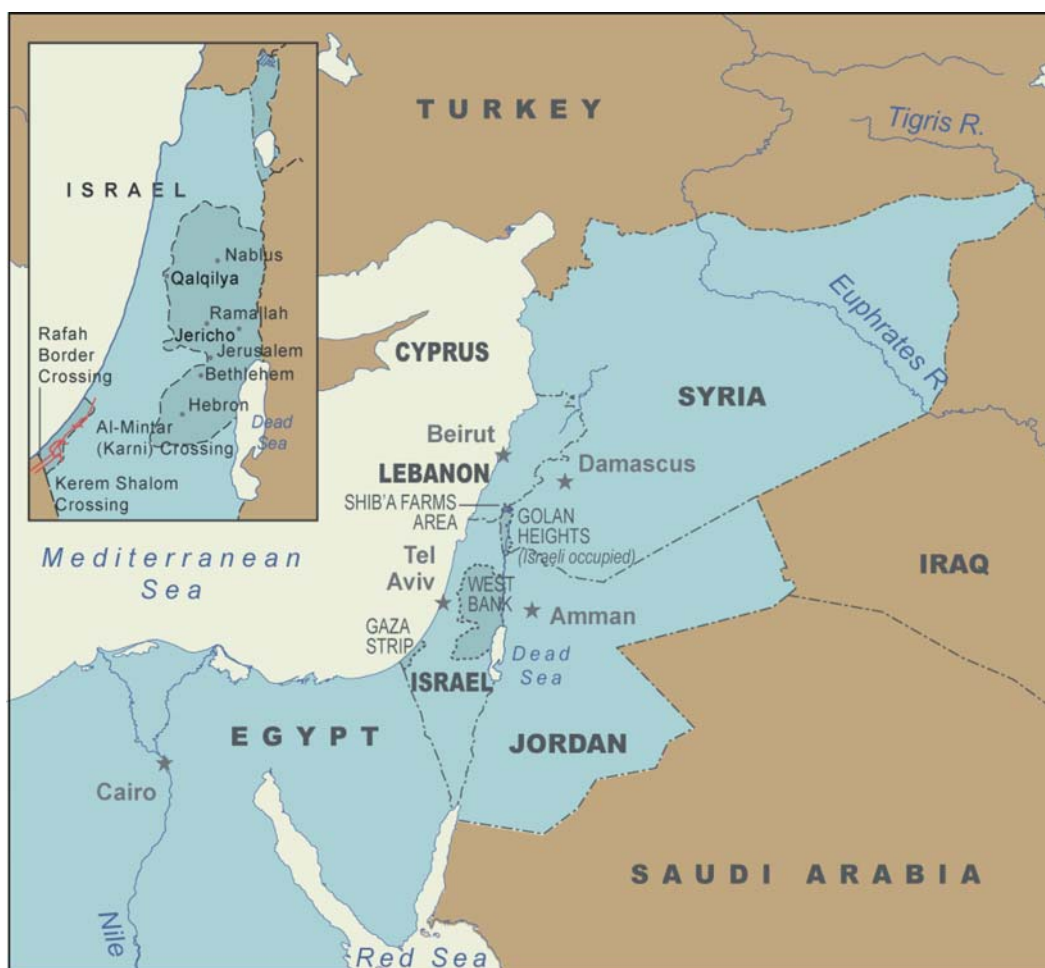 ISRAEL
Nablus
Qalqilya
Ramallah
Jericho
Jerusalem
Bethlehem
Hebron
Dead
Sea
Rafah
Border
Crossing
Al-Mintar
(Karni) Crossing
Kerem Shalom
Crossing
TURKEY
Tigris R.
Euphrates R.
CYPRUS
SYRIA
Beirut
LEBANON
Damascus
SHIB'A FARMS
AREA
GOLAN
HEIGHTS
(Israeli occupied)
Mediterranean
Sea
Tel
Aviv
WEST
BANK
IRAQ
Amman
GAZA
STRIP
Dead
Sea
ISRAEL
EGYPT
JORDAN
Cairo
SAUDI ARABIA
Nile
Red Sea